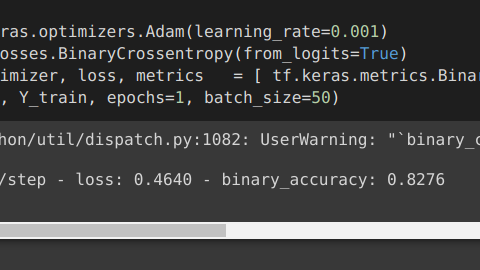 ras.optimizers.Adam(learning_rate=0.001)
osses.BinaryCrossentropy(from_logits=True)
imizer, loss, metrics   = [ tf.keras.metrics.Binar
, Y_train, epochs=1, batch_size=50)
hon/util/dispatch.py:1082: UserWarning: "`binary_c
/step - loss: 0.4640 - binary_accuracy: 0.8276